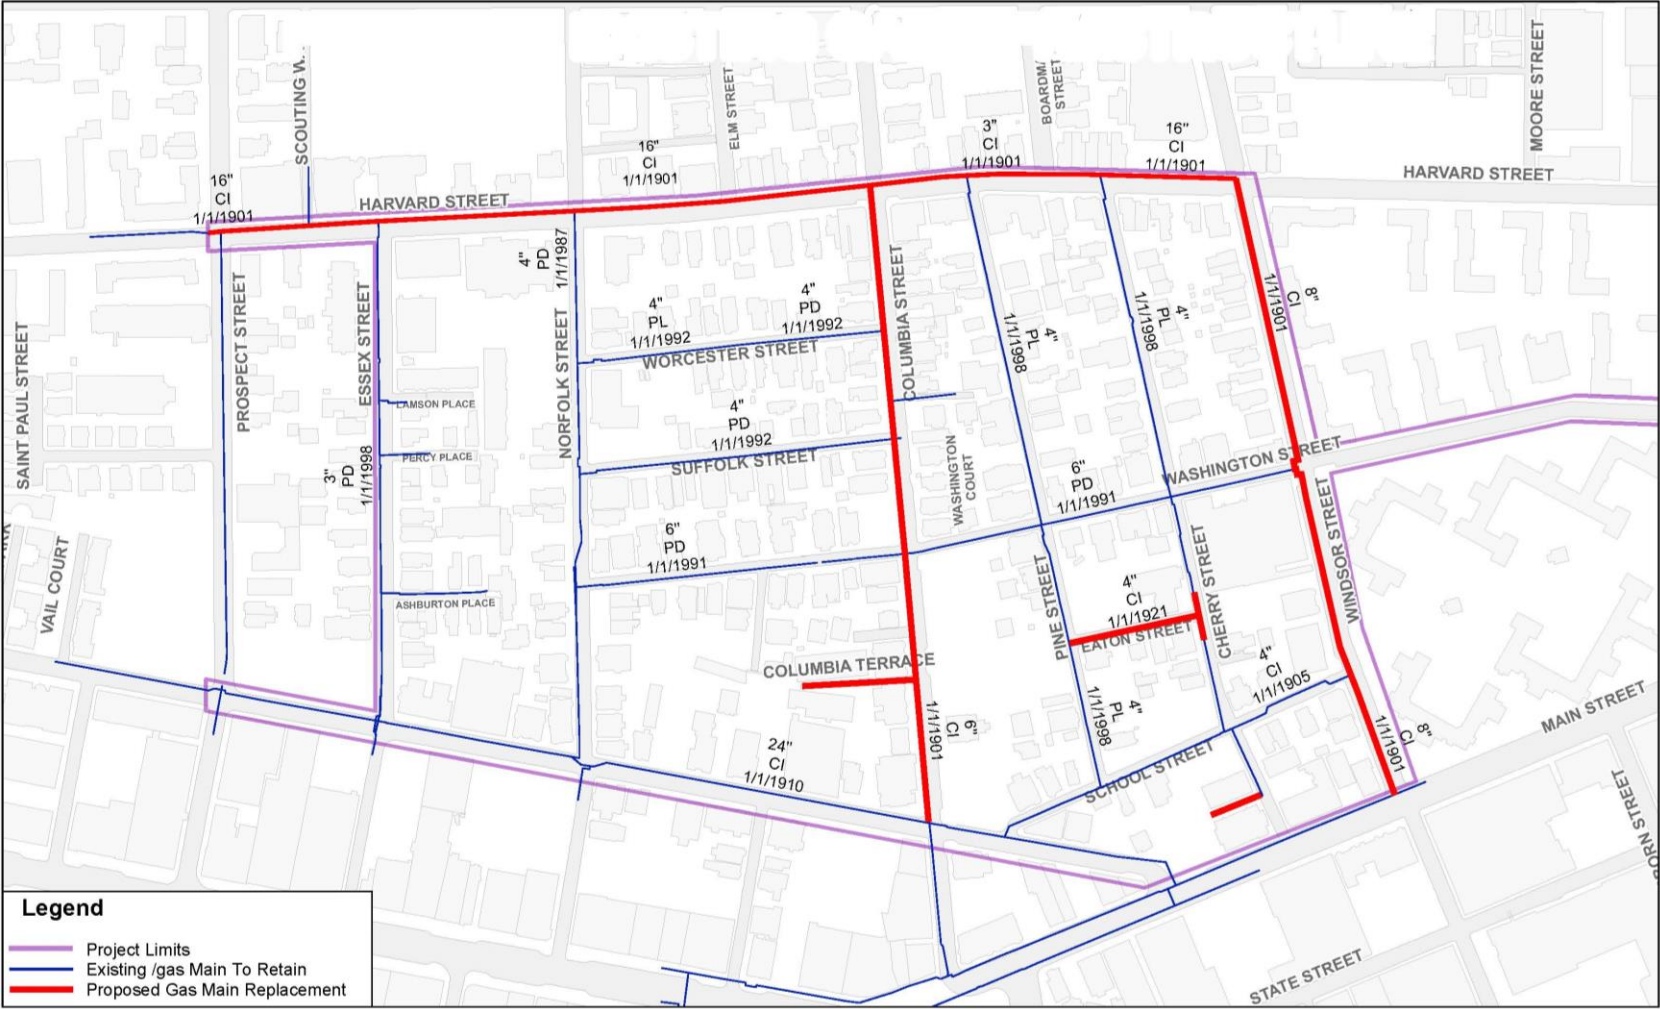 SCOUTING W.
ELM STREET
BOARDMA
STREET
MOORE STREET
16"
CI
1/1/1901
16"
CI
1/1/1901
3"
CI
1/1/1901
16"
CI
1/1/1901
HARVARD STREET
HARVARD STREET
SAINT PAUL STREET
PROSPECT STREET
ESSEX STREET
3"
PD
1/1/1998
LAMSON PLACE
PERCY PLACE
ASHBURTON PLACE
NORFOLK STREET
4"
PD
1/1/1987
4"
PL
1/1/1992
4"
PD
1/1/1992
WORCESTER STREET
4"
PD
1/1/1992
SUFFOLK STREET
6"
PD
1/1/1991
COLUMBIA STREET
WASHINGTON
COURT
4"
PL
1/1/1998
4"
PL
1/1/1998
8"
CI
1/1/1901
6"
PD
1/1/1991
WASHINGTON STREET
VAIL COURT
PINE STREET
4"
CI
1/1/1921
EATON STREET
CHERRY STREET
WINDSOR STREET
COLUMBIA TERRACE
4"
CI
1/1/1905
6"
CI
1/1/1901
4"
PL
1/1/1998
8"
CI
1/1/1901
24"
CI
1/1/1910
SCHOOL STREET
MAIN STREET
STATE STREET
Legend
Project Limits
Existing /gas Main To Retain
Proposed Gas Main Replacement